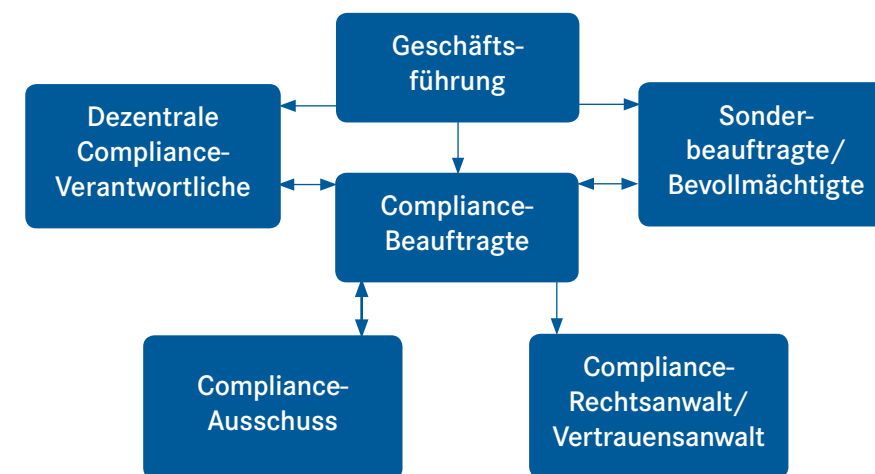 Geschäfts-
führung
Dezentrale
Compliance-
Verantwortliche
Sonder-
beauftragte/
Bevollmächtigte
Compliance-
Beauftragte
Compliance-
Ausschuss
Compliance-
Rechtsanwalt/
Vertrauensanwalt